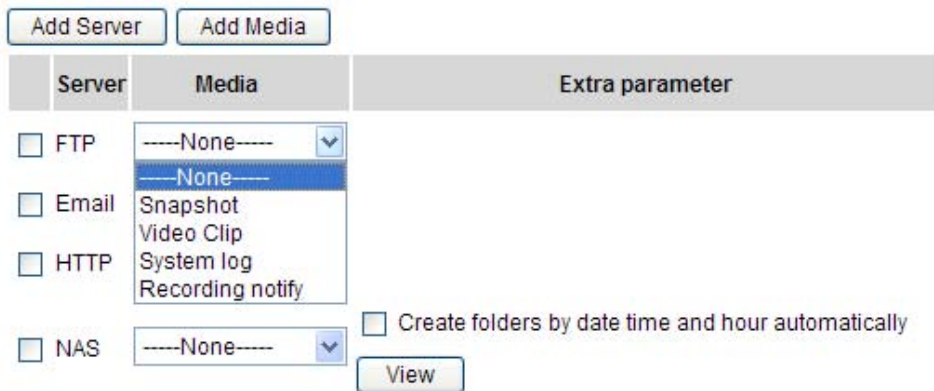 Add Server Add Media
Server Media Extra parameter
FTP -----None-----
-----None-----
Email Snapshot
Video Clip
HTTP System log
Recording notify
Create folders by date time and hour automatically
NAS -----None-----
View